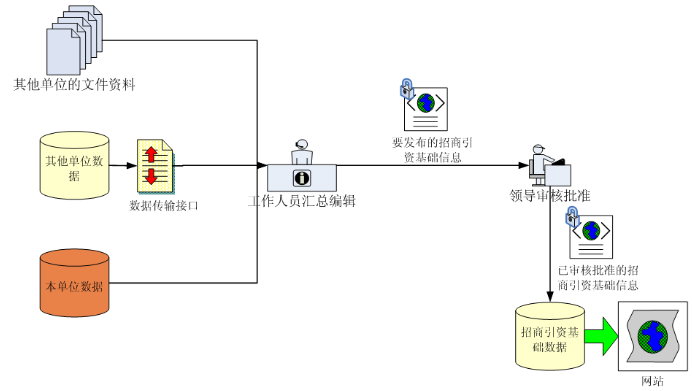 其他单位的文件资料
要发布的招商引
资基础信息
其他单位数
据
数据传输接口
工作人员汇总编辑
领导审核批准
已审核批准的招
商引资基础信息
本单位数据
招商引资基
础数据
网站